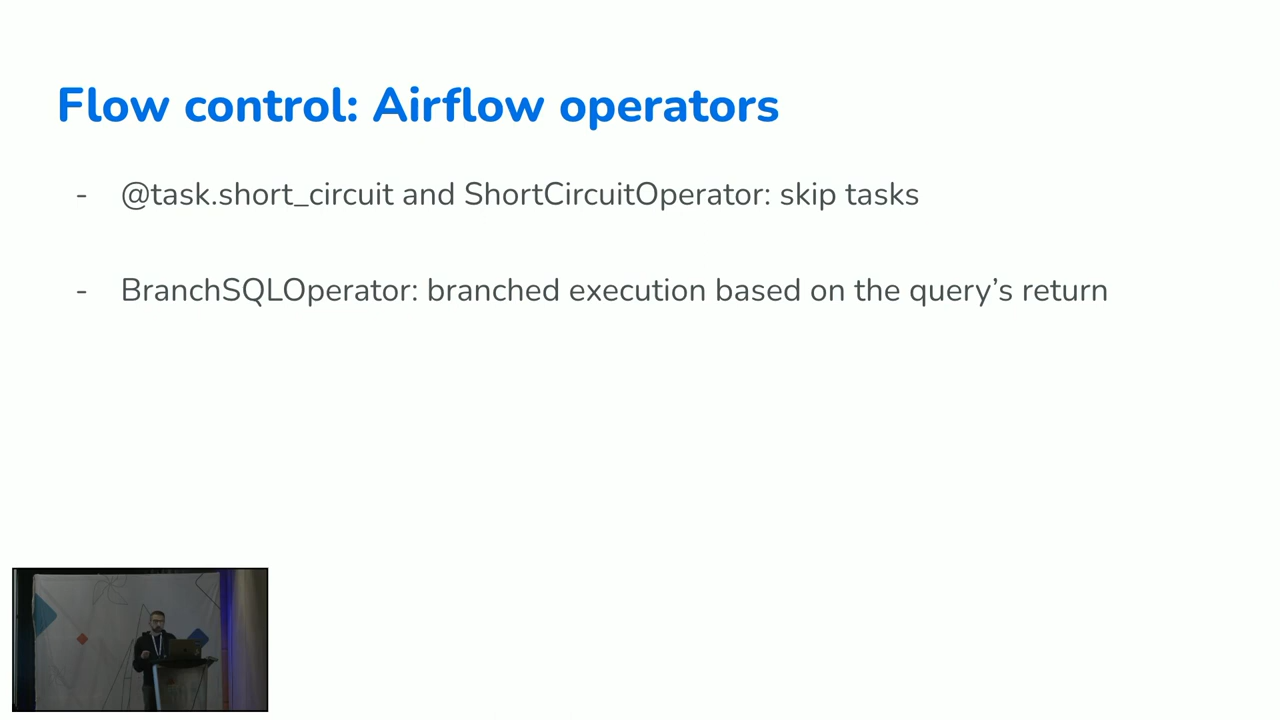 Flow control: Airflow operators
- @task.short_circuit and ShortCircuitOperator: skip tasks
- BranchSQLOperator: branched execution based on the query’s return